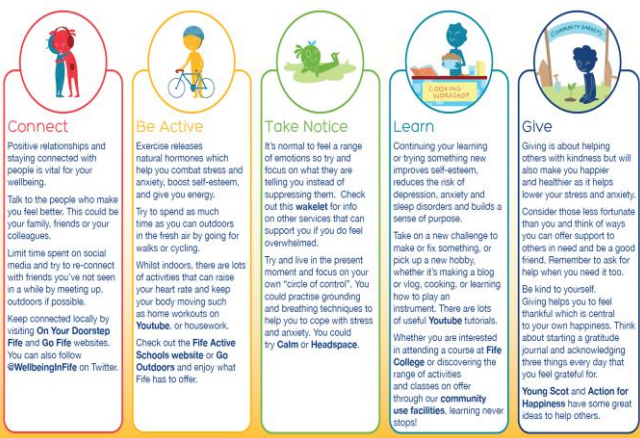 Connect
Positive relationships and
staying connected with
people is vital for your
wellbeing.
Talk to the people who make
you feel better. This could be
your family, friends or your
colleagues.
Limit time spent on social
media and try to re-connect
with friends you've not seen
in a while by meeting up,
outdoors if possible.
Keep connected locally by
visiting On Your Doorstep
Fife and Go Fife websites.
You can also follow
@WellbeingInFife on Twitter.
Be Active
Exercise releases
natural hormones which
help you combat stress and
anxiety, boost self-esteem,
and give you energy.
Try to spend as much
time as you can outdoors
in the fresh air by going for
walks or cycling.
Whilst indoors, there are lots
of activities that can raise
your heart rate and keep
your body moving such
as home workouts on
Youtube, or housework.
Check out the Fife Active
Schools website or Go
Outdoors and enjoy what
Fife has to offer.
Take Notice
It's normal to feel a range
of emotions so try and
focus on what they are
telling you instead of
suppressing them. Check
out this wakelet for info
on other services that can
support you if you do feel
overwhelmed.
Try and live in the present
moment and focus on your
own "circle of control". You
could practise grounding
and breathing techniques to
help you to cope with stress
and anxiety. You could
try Calm or Headspace.
COOKING
WORKSHOP
Learn
Continuing your learning
or trying something new
improves self-esteem,
reduces the risk of
depression, anxiety and
sleep disorders and builds a
sense of purpose.
Take on a new challenge to
make or fix something, or
pick up a new hobby,
whether it's making a blog
or vlog, cooking, or learning
how to play an
instrument. There are lots
of useful Youtube tutorials.
Whether you are interested
in attending a course at Fife
College or discovering the
range of activities
and classes on offer
through our community
use facilities, learning never
stops!
COMMUNITY GARDEN
Give
Giving is about helping
others with kindness but will
also make you happier
and healthier as it helps
lower your stress and anxiety.
Consider those less fortunate
than you and think of ways
you can offer support to
others in need and be a good
friend. Remember to ask for
help when you need it too.
Be kind to yourself.
Giving helps you to feel
thankful which is central
to your own happiness. Think
about starting a gratitude
journal and acknowledging
three things every day that
you feel grateful for.
Young Scot and Action for
Happiness have some great
ideas to help others.